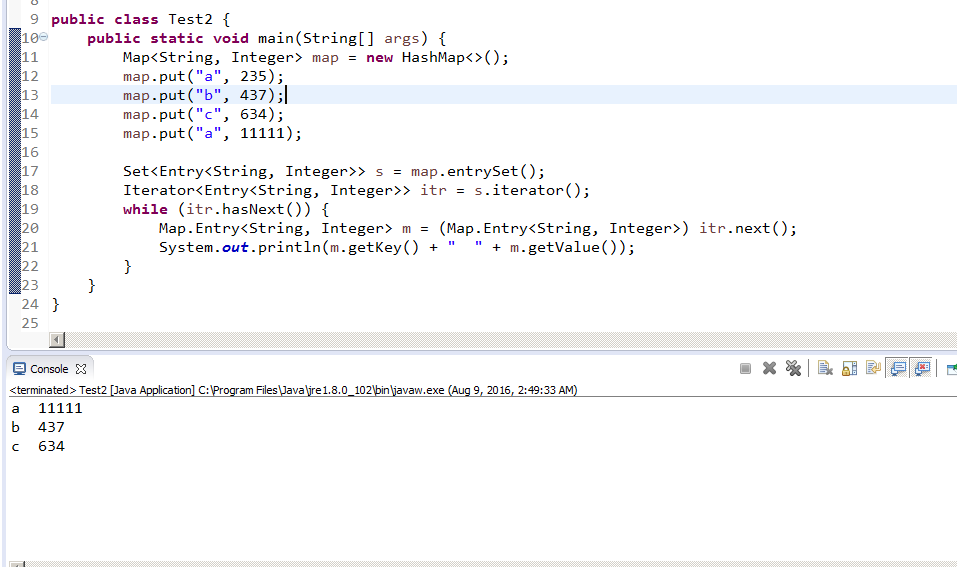 8
9 public class Test2 {
10 public static void main(String[] args) {
11 Map<String, Integer> map = new HashMap<>();
12 map.put("a", 235);
13 map.put("b", 437);
14 map.put("c", 634);
15 map.put("a", 11111);
16
17 Set<Entry<String, Integer>> s = map.entrySet();
18 Iterator<Entry<String, Integer>> itr = s.iterator();
19 while (itr.hasNext()) {
20 Map.Entry<String, Integer> m = (Map.Entry<String, Integer>) itr.next();
21 System.out.println(m.getKey() + "  " + m.getValue());
22 }
23 }
24 }
25
Console
<terminated> Test2 [Java Application] C:\Program Files\Java\jre1.8.0_102\bin\javaw.exe (Aug 9, 2016, 2:49:33 AM)
a  11111
b  437
c  634